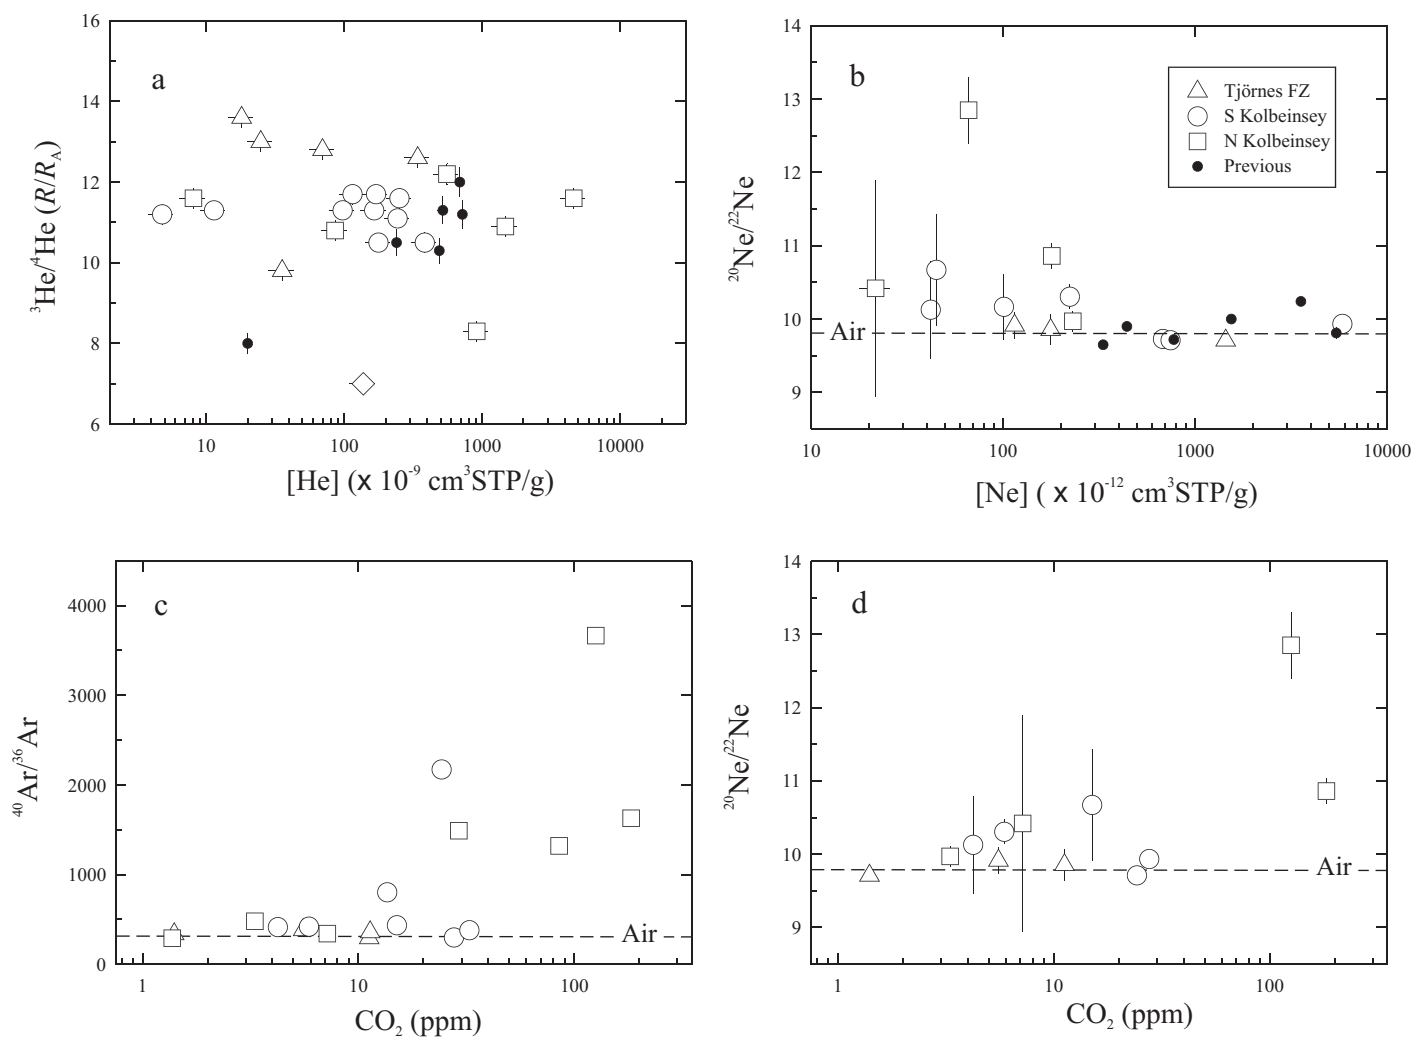 a
16
14
12
10
8
6
³He/⁴He (R/R_A)
10
100
1000
10000
[He] (x 10⁻⁹ cm³STP/g)
b
14
13
12
11
10
9
²⁰Ne/²²Ne
Tjörnes FZ
S Kolbeinsey
N Kolbeinsey
Previous
Air
10
100
1000
10000
[Ne] ( x 10⁻¹² cm³STP/g)
c
4000
3000
2000
1000
0
⁴⁰Ar/³⁶Ar
Air
1
10
100
CO₂ (ppm)
d
14
13
12
11
10
9
²⁰Ne/²²Ne
Air
1
10
100
CO₂ (ppm)